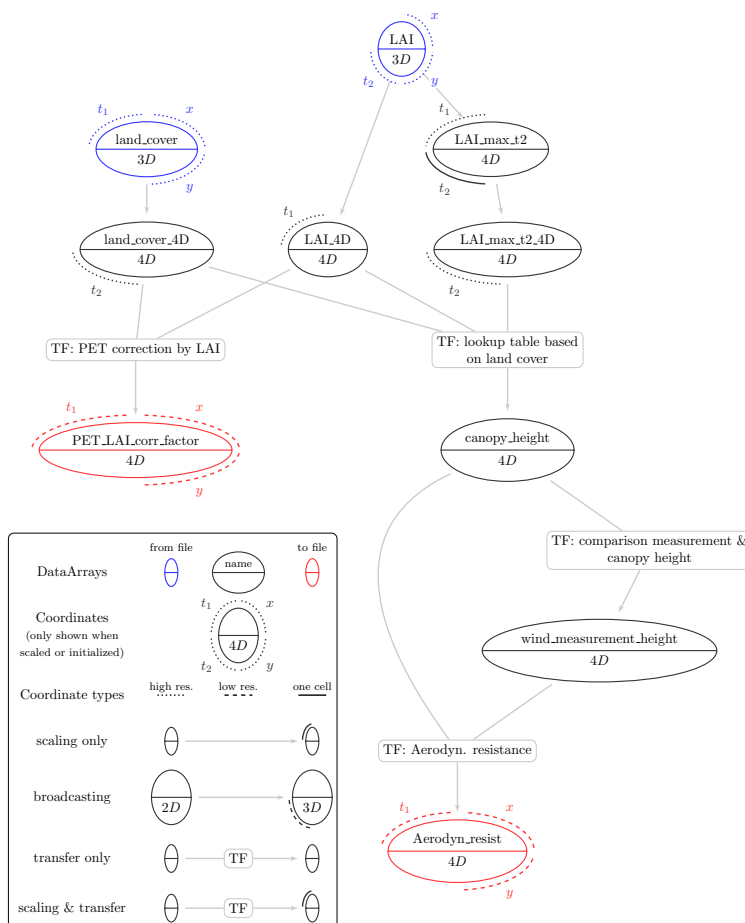 x
LAI
3D
t₂
y
t₁
x
land_cover
3D
y
t₁
LAI_max_t2
4D
t₂
land_cover_4D
4D
t₂
t₁
LAI_4D
4D
LAI_max_t2_4D
4D
t₂
TF: PET correction by LAI
TF: lookup table based
on land cover
t₁
x
PET_LAI_corr_factor
4D
y
canopy_height
4D
TF: comparison measurement &
canopy height
wind_measurement_height
4D
TF: Aerodyn. resistance
t₁
x
Aerodyn_resist
4D
y
from file
to file
DataArrays
name
t₁
x
Coordinates
(only shown when
scaled or initialized)
4D
t₂
y
Coordinate types
high res.
low res.
one cell
scaling only
broadcasting
2D
3D
transfer only
TF
scaling & transfer
TF